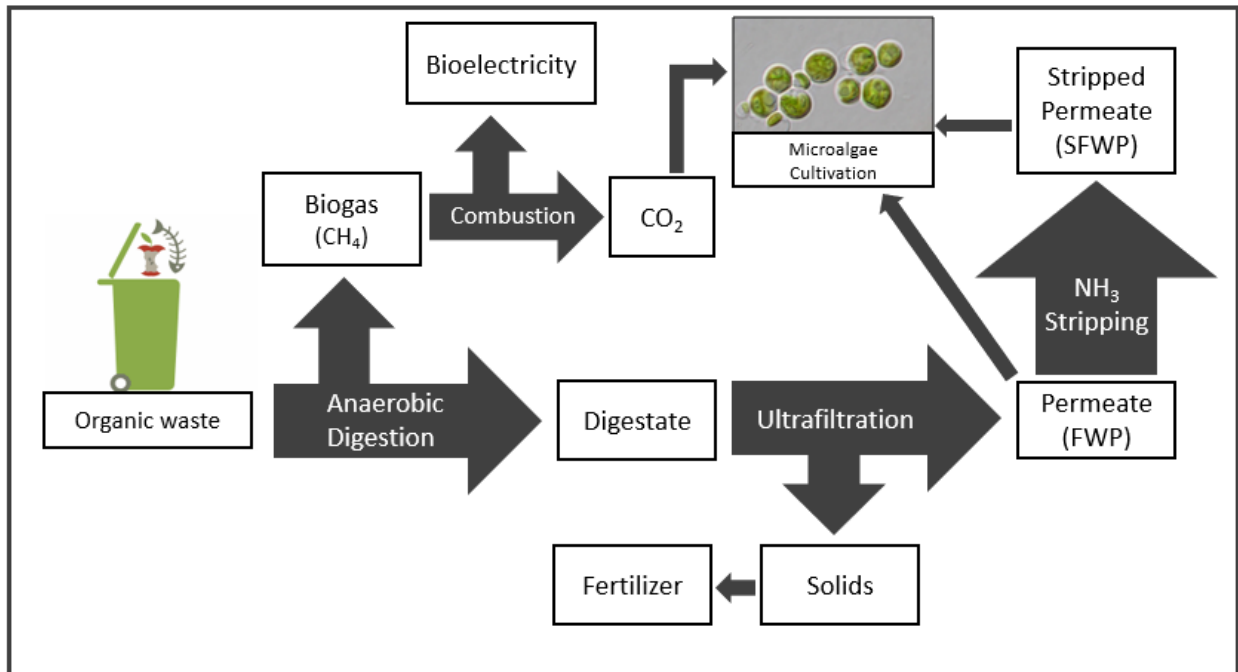 Bioelectricity
Stripped
Permeate
(SFWP)
Microalgae
Cultivation
Biogas
(CH₄)
Combustion
CO₂
NH₃
Stripping
Organic waste
Anaerobic
Digestion
Digestate
Ultrafiltration
Permeate
(FWP)
Fertilizer
Solids